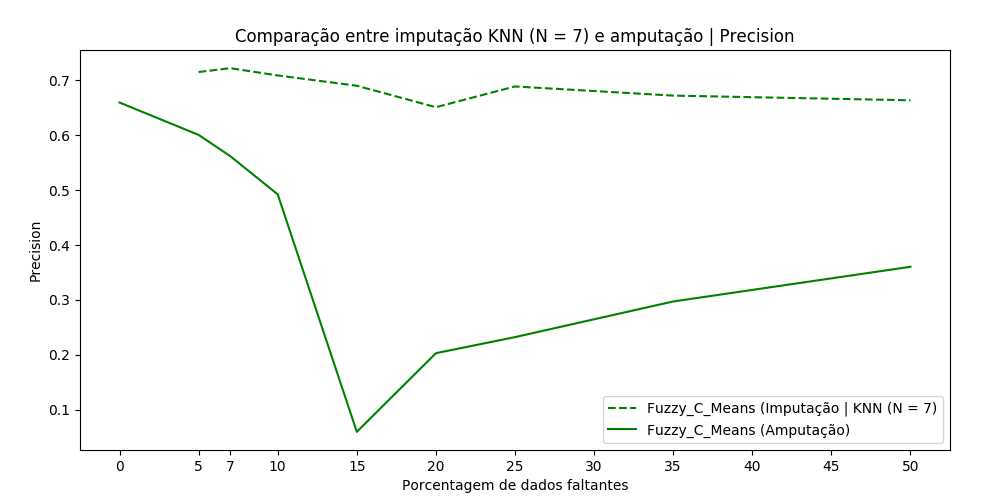 Comparação entre imputação KNN (N = 7) e amputação | Precision
Precision
0.7
0.6
0.5
0.4
0.3
0.2
0.1
Fuzzy_C_Means (Imputação | KNN (N = 7)
Fuzzy_C_Means (Amputação)
0 5 7 10 15 20 25 30 35 40 45 50
Porcentagem de dados faltantes